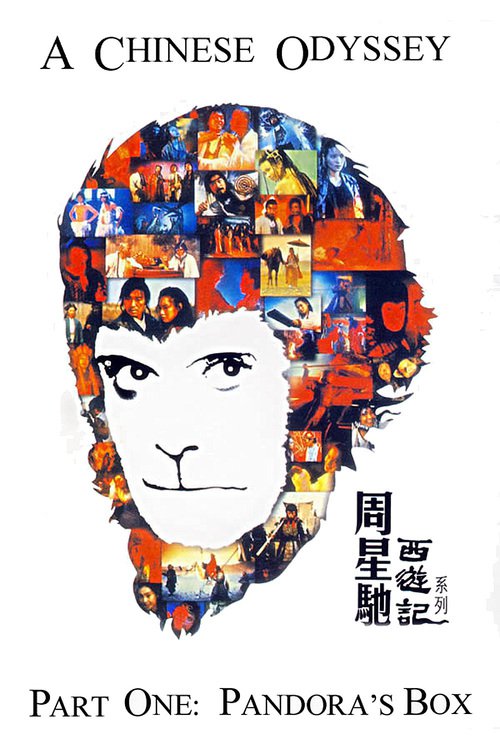 A CHINESE ODYSSEY
周星馳
西遊記
系列
PART ONE: PANDORA'S BOX